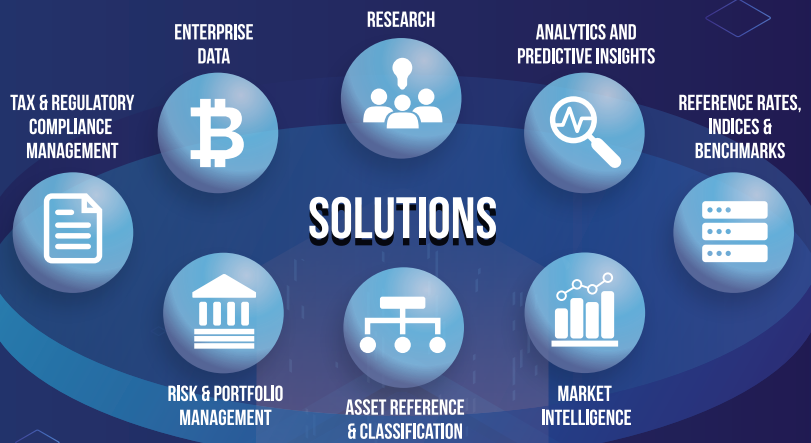 RESEARCH
ENTERPRISE
DATA
ANALYTICS AND
PREDICTIVE INSIGHTS
TAX & REGULATORY
COMPLIANCE
MANAGEMENT
REFERENCE RATES,
INDICES &
BENCHMARKS
SOLUTIONS
RISK & PORTFOLIO
MANAGEMENT
ASSET REFERENCE
& CLASSIFICATION
MARKET
INTELLIGENCE